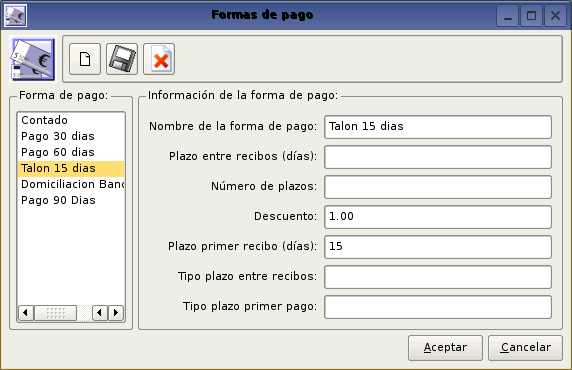 Formas de pago
Forma de pago:
Contado
Pago 30 dias
Pago 60 dias
Talon 15 dias
Domiciliacion Banc
Pago 90 Dias
Información de la forma de pago:
Nombre de la forma de pago: Talon 15 dias
Plazo entre recibos (días):
Número de plazos:
Descuento: 1.00
Plazo primer recibo (días): 15
Tipo plazo entre recibos:
Tipo plazo primer pago:
Aceptar Cancelar